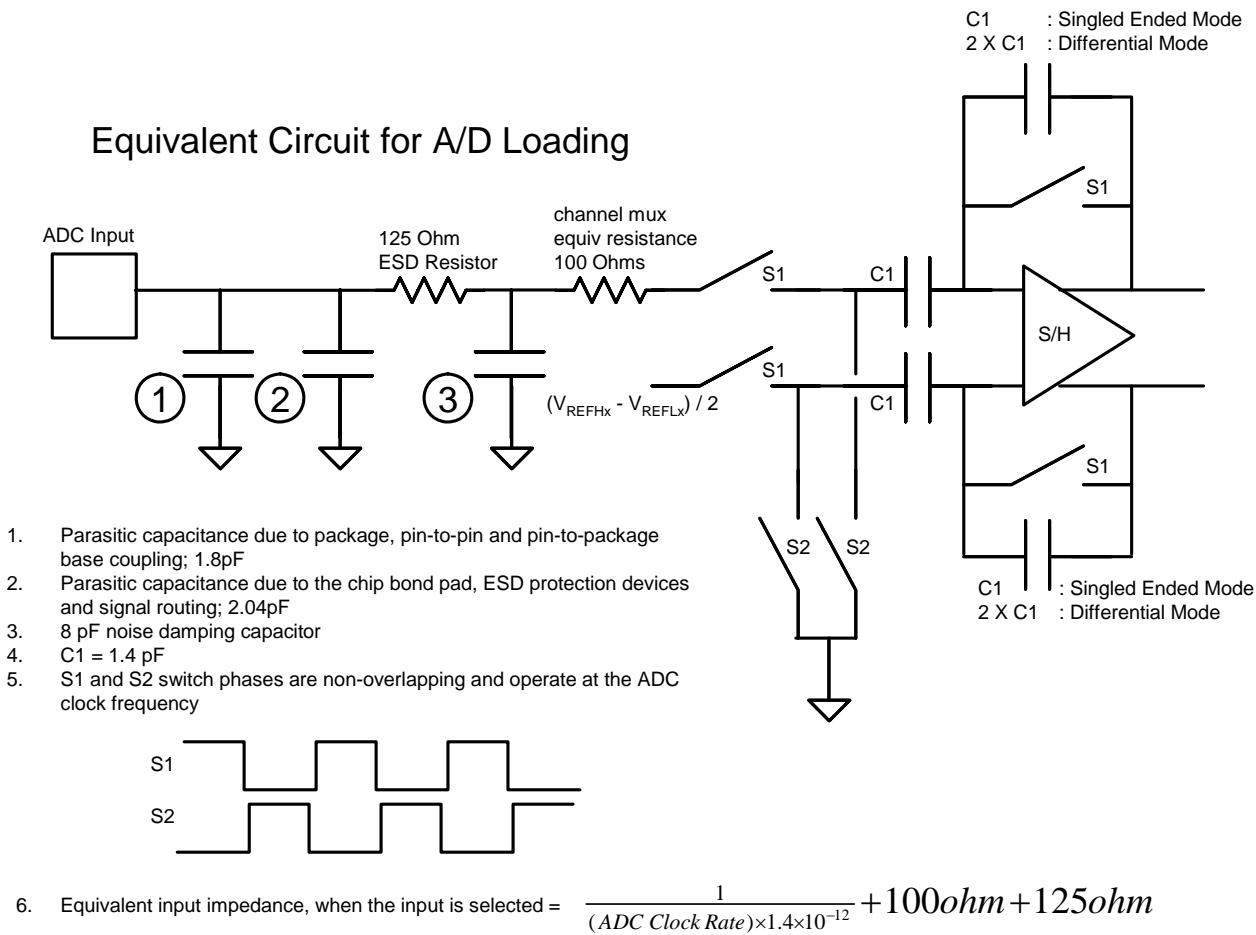 C1 : Singled Ended Mode
2 X C1 : Differential Mode
Equivalent Circuit for A/D Loading
S1
ADC Input
125 Ohm
ESD Resistor
channel mux
equiv resistance
100 Ohms
S1
C1
S/H
1
2
3
S1
(V_REFHx - V_REFLx) / 2
C1
S1
S2
S2
C1 : Singled Ended Mode
2 X C1 : Differential Mode
1. Parasitic capacitance due to package, pin-to-pin and pin-to-package
base coupling; 1.8pF
2. Parasitic capacitance due to the chip bond pad, ESD protection devices
and signal routing; 2.04pF
3. 8 pF noise damping capacitor
4. C1 = 1.4 pF
5. S1 and S2 switch phases are non-overlapping and operate at the ADC
clock frequency
S1
S2
6. Equivalent input impedance, when the input is selected = 1 / ((ADC Clock Rate)×1.4×10^-12) + 100ohm + 125ohm